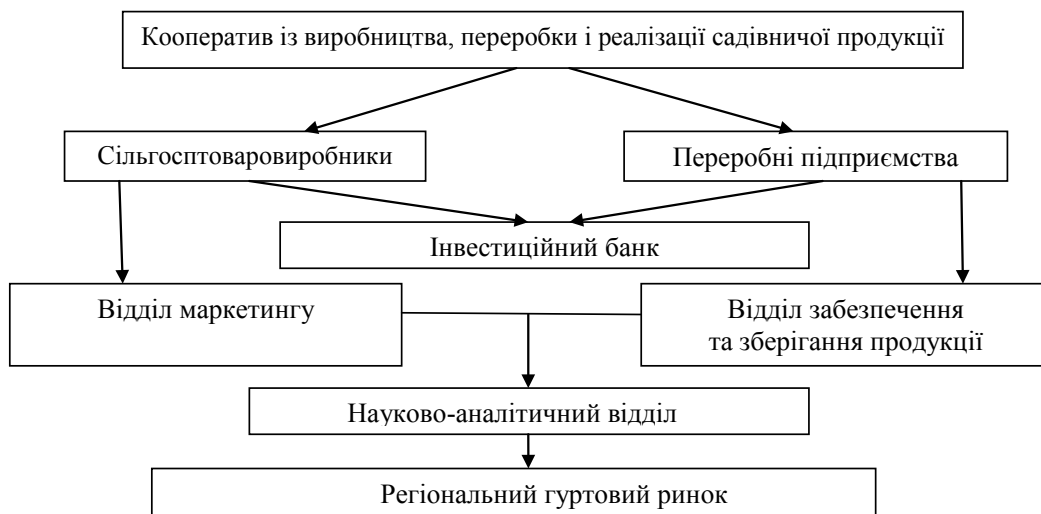 Кооператив із виробництва, переробки і реалізації садівничої продукції
Сільгосптоваровиробники
Переробні підприємства
Інвестиційний банк
Відділ маркетингу
Відділ забезпечення
та зберігання продукції
Науково-аналітичний відділ
Регіональний гуртовий ринок